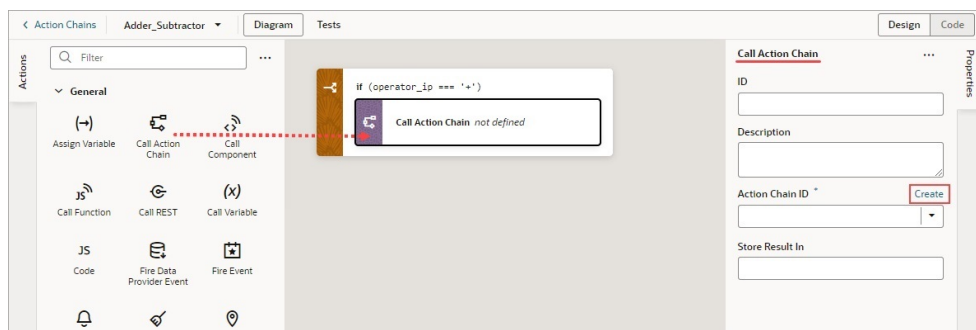 Action Chains
Adder_Subtractor
Diagram
Tests
Design
Code
Actions
Filter
General
Assign Variable
Call Action
Chain
Call
Component
Call Function
Call REST
Call Variable
JS
Code
Fire Data
Provider Event
Fire Event
if (operator_ip === '+')
Call Action Chain not defined
Call Action Chain
ID
Description
Action Chain ID *
Create
Store Result In
Properties